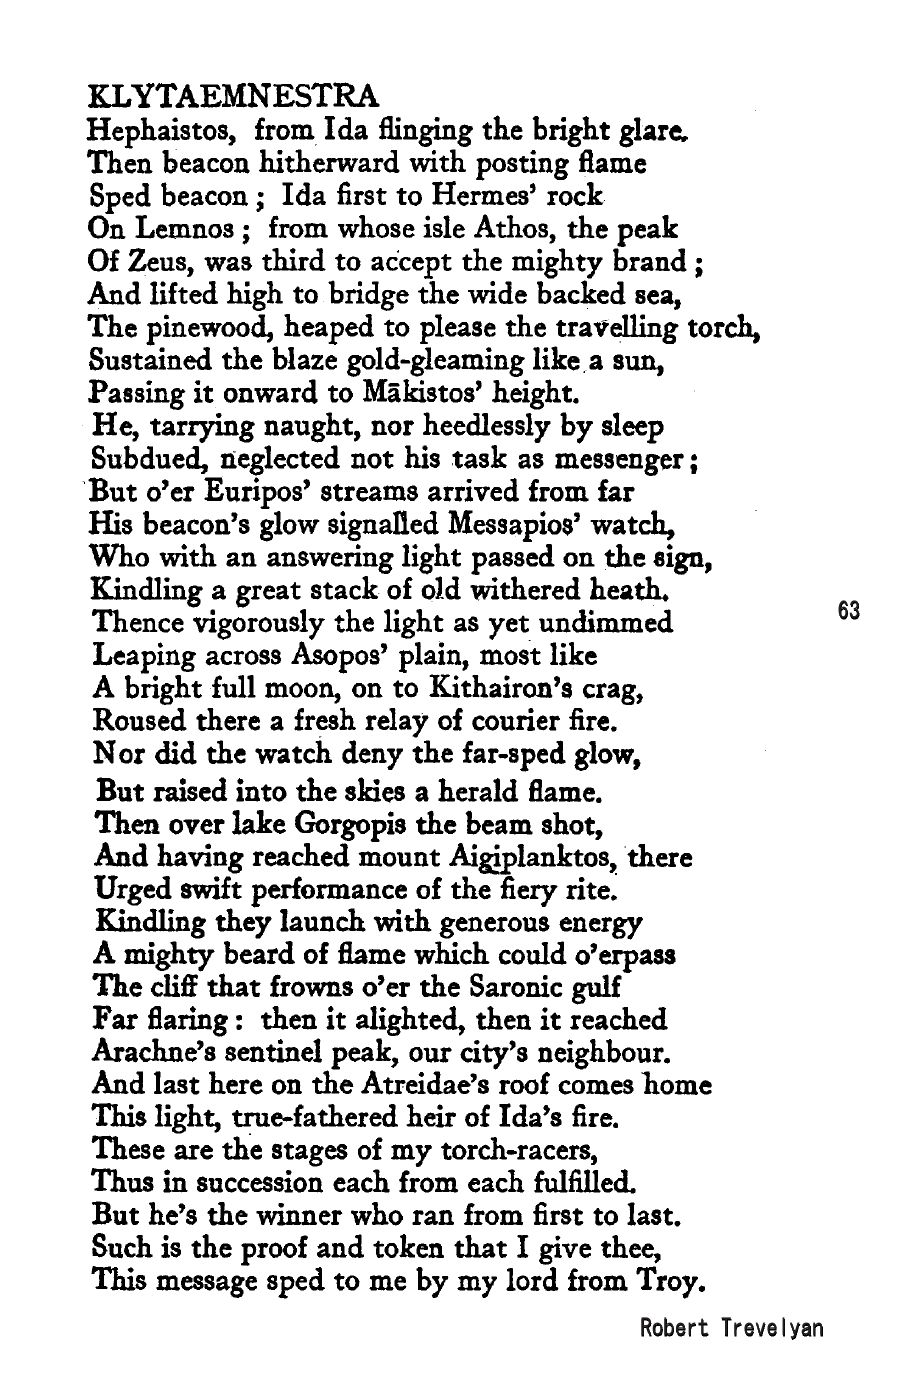 KLYTAEMNESTRA
Hephaistos, from Ida flinging the bright glare.
Then beacon hitherward with posting flame
Sped beacon ; Ida first to Hermes' rock
On Lemnos ; from whose isle Athos, the peak
Of Zeus, was third to accept the mighty brand ;
And lifted high to bridge the wide backed sea,
The pinewood, heaped to please the travelling torch,
Sustained the blaze gold-gleaming like a sun,
Passing it onward to Mākistos' height.
He, tarrying naught, nor heedlessly by sleep
Subdued, neglected not his task as messenger ;
But o'er Euripos' streams arrived from far
His beacon's glow signalled Messapios' watch,
Who with an answering light passed on the sign,
Kindling a great stack of old withered heath.
Thence vigorously the light as yet undimmed
63
Leaping across Asopos' plain, most like
A bright full moon, on to Kithairon's crag,
Roused there a fresh relay of courier fire.
Nor did the watch deny the far-sped glow,
But raised into the skies a herald flame.
Then over lake Gorgopis the beam shot,
And having reached mount Aigiplanktos, there
Urged swift performance of the fiery rite.
Kindling they launch with generous energy
A mighty beard of flame which could o'erpass
The cliff that frowns o'er the Saronic gulf
Far flaring : then it alighted, then it reached
Arachne's sentinel peak, our city's neighbour.
And last here on the Atreidae's roof comes home
This light, true-fathered heir of Ida's fire.
These are the stages of my torch-racers,
Thus in succession each from each fulfilled.
But he's the winner who ran from first to last.
Such is the proof and token that I give thee,
This message sped to me by my lord from Troy.
Robert Trevelyan